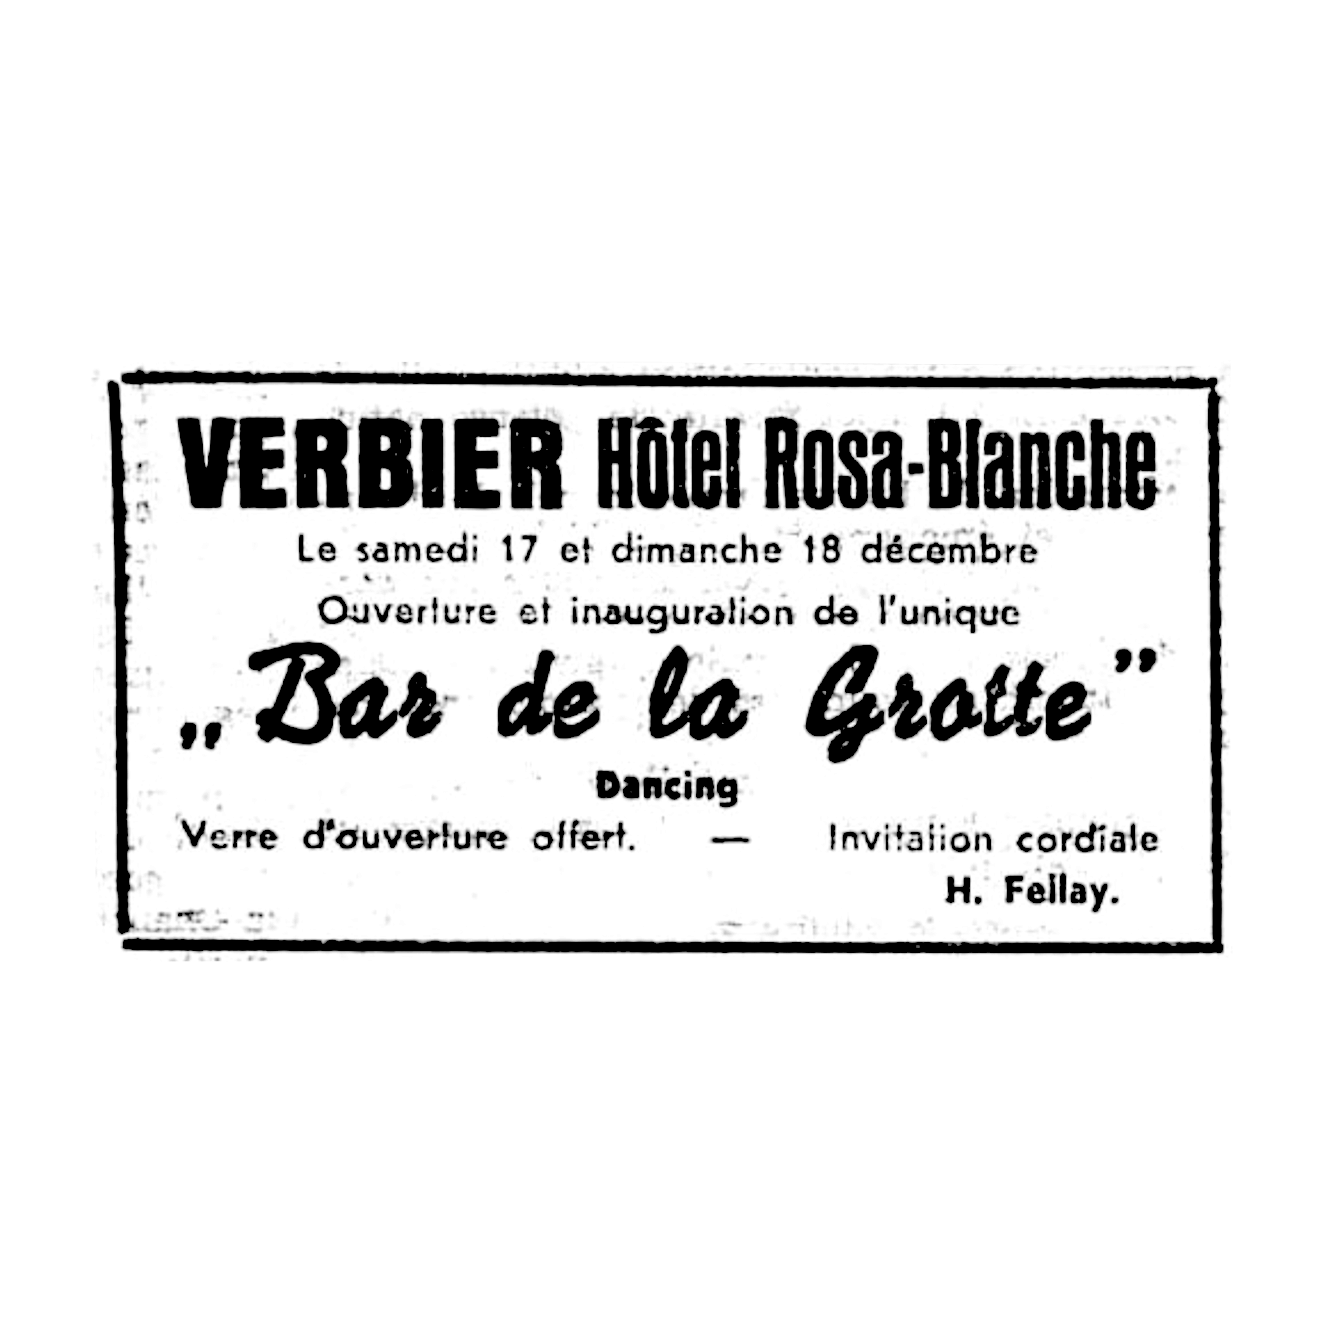 VERBIER Hôtel Rosa-Blanche
Le samedi 17 et dimanche 18 décembre
Ouverture et inauguration de l'unique
„Bar de la Grotte”
Dancing
Verre d'ouverture offert. — Invitation cordiale
H. Fellay.